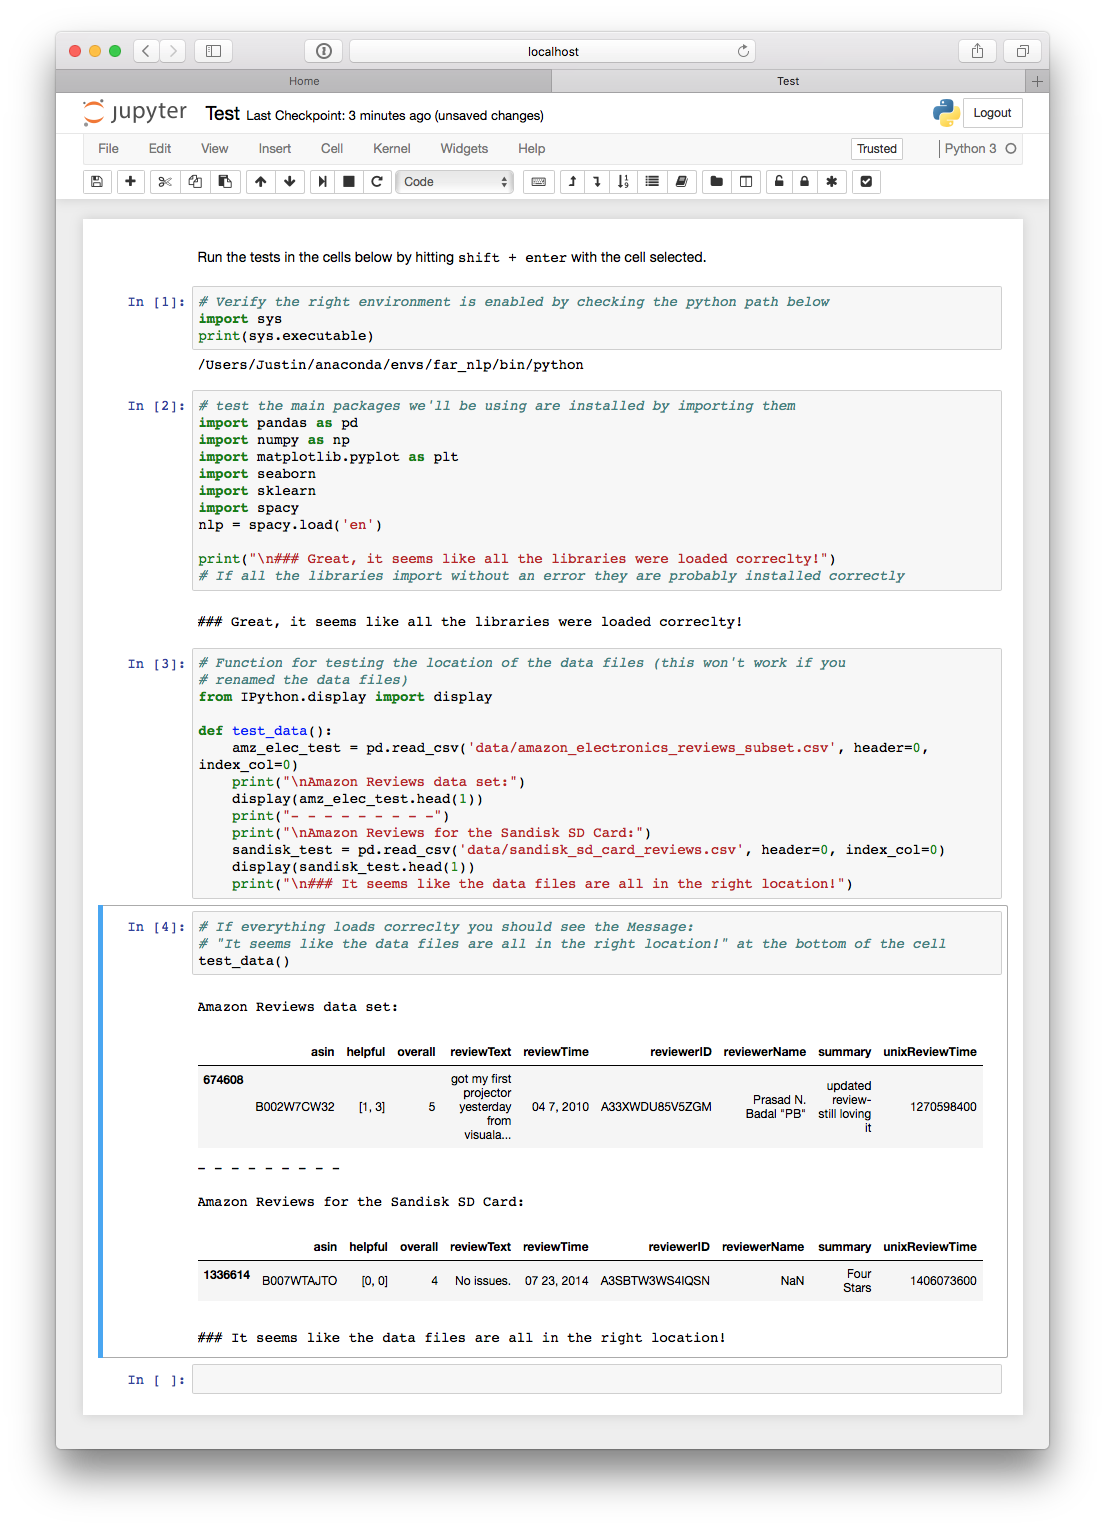 localhost
Home
Test
jupyter Test Last Checkpoint: 3 minutes ago (unsaved changes)
Logout
File Edit View Insert Cell Kernel Widgets Help
Trusted
Python 3
Code
Run the tests in the cells below by hitting shift + enter with the cell selected.
In [1]:
# Verify the right environment is enabled by checking the python path below
import sys
print(sys.executable)
/Users/Justin/anaconda/envs/far_nlp/bin/python
In [2]:
# test the main packages we'll be using are installed by importing them
import pandas as pd
import numpy as np
import matplotlib.pyplot as plt
import seaborn
import sklearn
import spacy
nlp = spacy.load('en')
print("\n### Great, it seems like all the libraries were loaded correclty!")
# If all the libraries import without an error they are probably installed correctly
### Great, it seems like all the libraries were loaded correclty!
In [3]:
# Function for testing the location of the data files (this won't work if you
# renamed the data files)
from IPython.display import display
def test_data():
    amz_elec_test = pd.read_csv('data/amazon_electronics_reviews_subset.csv', header=0,
index_col=0)
    print("\nAmazon Reviews data set:")
    display(amz_elec_test.head(1))
    print("- - - - - - - - -")
    print("\nAmazon Reviews for the Sandisk SD Card:")
    sandisk_test = pd.read_csv('data/sandisk_sd_card_reviews.csv', header=0, index_col=0)
    display(sandisk_test.head(1))
    print("\n### It seems like the data files are all in the right location!")
In [4]:
# If everything loads correclty you should see the Message:
# "It seems like the data files are all in the right location!" at the bottom of the cell
test_data()
Amazon Reviews data set:
asin helpful overall reviewText reviewTime reviewerID reviewerName summary unixReviewTime
674608
B002W7CW32
[1, 3]
5
got my first
projector
yesterday
from
visuala...
04 7, 2010
A33XWDU85V5ZGM
Prasad N.
Badal "PB"
updated
review-
still loving
it
1270598400
- - - - - - - - -
Amazon Reviews for the Sandisk SD Card:
asin helpful overall reviewText reviewTime reviewerID reviewerName summary unixReviewTime
1336614
B007WTAJTO
[0, 0]
4
No issues.
07 23, 2014
A3SBTW3WS4IQSN
NaN
Four
Stars
1406073600
### It seems like the data files are all in the right location!
In [ ]: